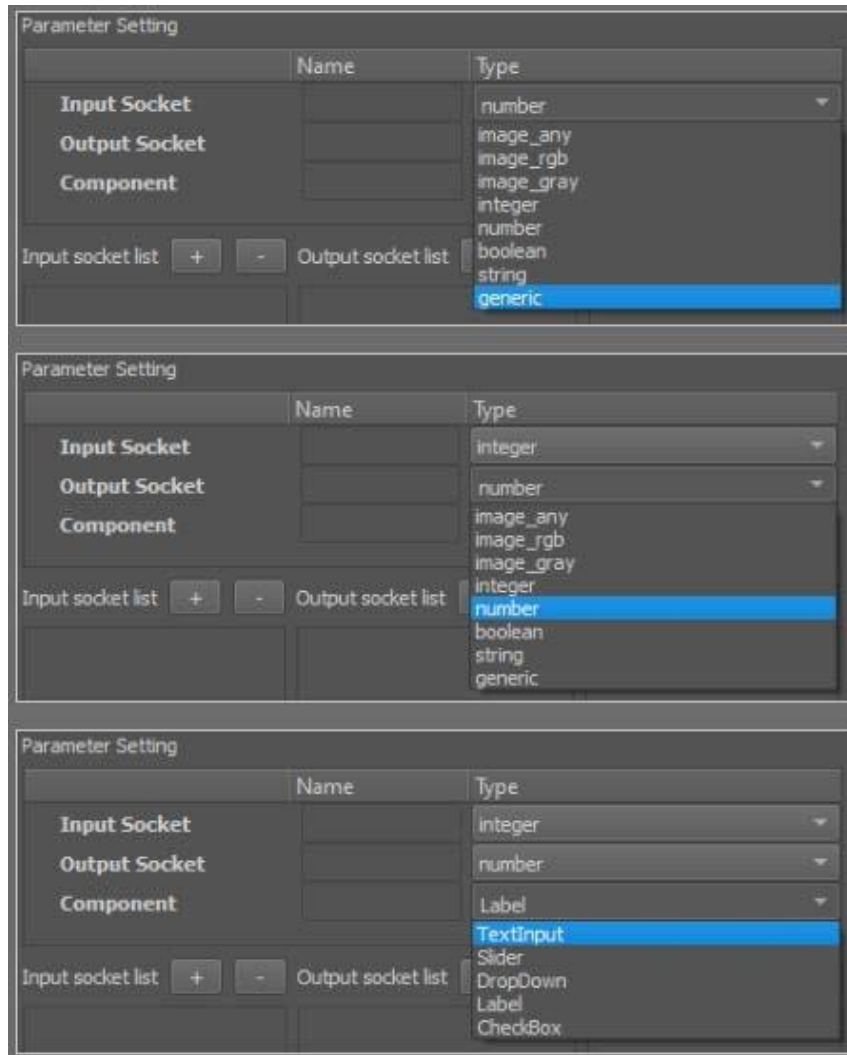 Parameter Setting
Name Type
Input Socket number
Output Socket image_any
image_rgb
Component image_gray
integer
number
Input socket list + - Output socket list boolean
string
generic
Parameter Setting
Name Type
Input Socket integer
Output Socket number
Component image_any
image_rgb
image_gray
Input socket list + - Output socket list integer
number
boolean
string
generic
Parameter Setting
Name Type
Input Socket integer
Output Socket number
Component Label
TextInput
Slider
Input socket list + - Output socket list DropDown
Label
CheckBox